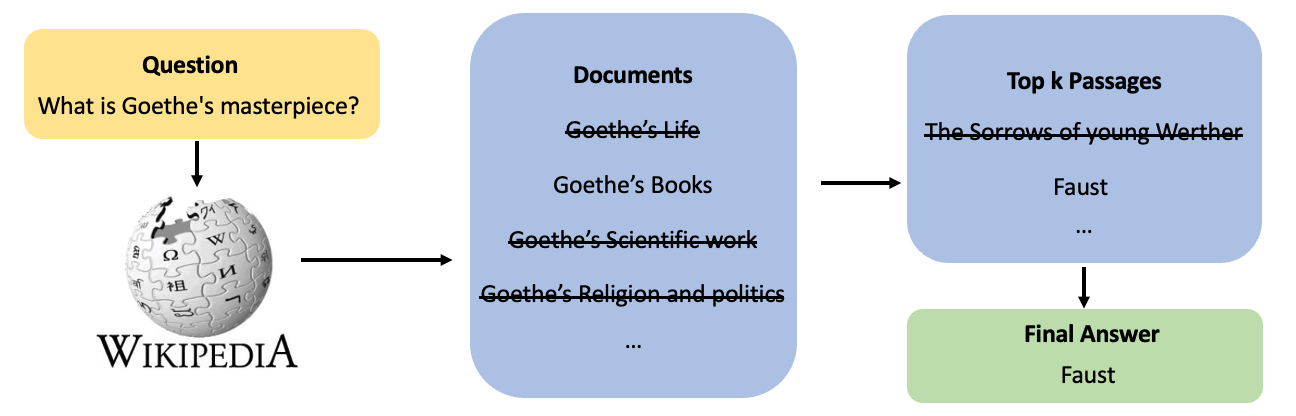 Question
What is Goethe's masterpiece?
WIKIPEDIA
Documents
Goethe's Life
Goethe's Books
Goethe's Scientific work
Goethe's Religion and politics
...
Top k Passages
The Sorrows of young Werther
Faust
...
Final Answer
Faust